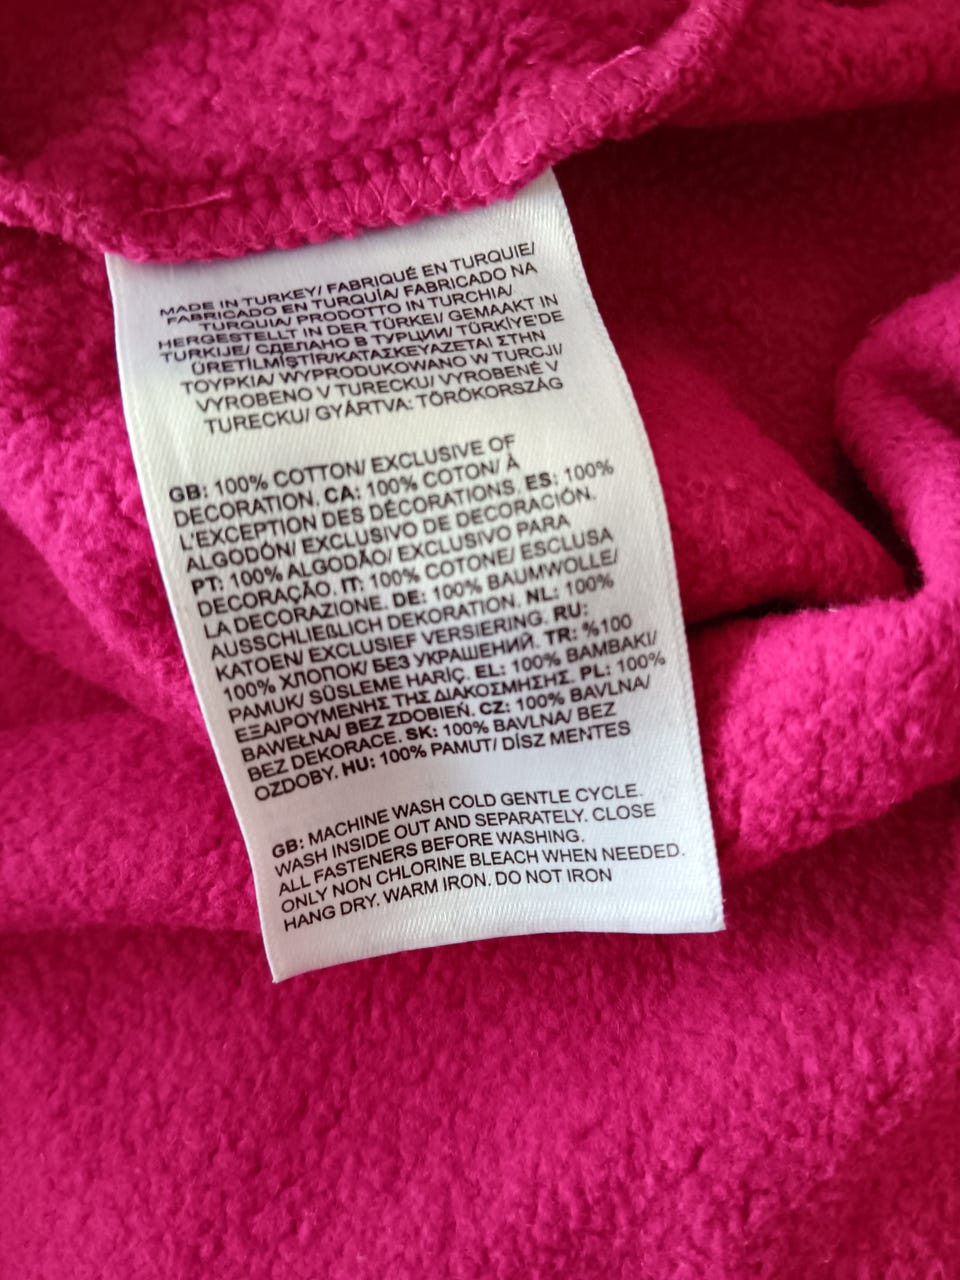 MADE IN TURKEY/ FABRIQUÉ EN TURQUIE/
FABRICADO EN TURQUÍA/ FABRICADO NA
TURQUIA/ PRODOTTO IN TURCHIA/
HERGESTELLT IN DER TÜRKEI/ GEMAAKT IN
TURKIJE/ СДЕЛАНО В ТУРЦИИ/ TÜRKİYE'DE
ÜRETİLMİŞTİR/ΚΑΤΑΣΚΕΥΑΖΕΤΑΙ ΣΤΗΝ
ΤΟΥΡΚΙΑ/ WYPRODUKOWANO W TURCJI/
VYROBENO V TURECKU/ VYROBENÉ V
TURECKU/ GYÁRTVA: TÖRÖKORSZÁG
GB: 100% COTTON/ EXCLUSIVE OF
DECORATION. CA: 100% COTON/ À
L'EXCEPTION DES DÉCORATIONS. ES: 100%
ALGODÓN/ EXCLUSIVO DE DECORACIÓN.
PT: 100% ALGODÃO/ EXCLUSIVO PARA
DECORAÇÃO. IT: 100% COTONE/ ESCLUSA
LA DECORAZIONE. DE: 100% BAUMWOLLE/
AUSSCHLIEßLICH DEKORATION. NL: 100%
KATOEN/ EXCLUSIEF VERSIERING. RU:
100% ХЛОПОК/ БЕЗ УКРАШЕНИЙ. TR: %100
PAMUK/ SÜSLEME HARİÇ. EL: 100% ΒΑΜΒΑΚΙ/
ΕΞΑΙΡΟΥΜΕΝΗΣ ΤΗΣ ΔΙΑΚΟΣΜΗΣΗΣ. PL: 100%
BAWEŁNA/ BEZ ZDOBIEŃ. CZ: 100% BAVLNA/
BEZ DEKORACE. SK: 100% BAVLNA/ BEZ
OZDOBY. HU: 100% PAMUT/ DÍSZ MENTES
GB: MACHINE WASH COLD GENTLE CYCLE.
WASH INSIDE OUT AND SEPARATELY. CLOSE
ALL FASTENERS BEFORE WASHING.
ONLY NON CHLORINE BLEACH WHEN NEEDED.
HANG DRY. WARM IRON. DO NOT IRON